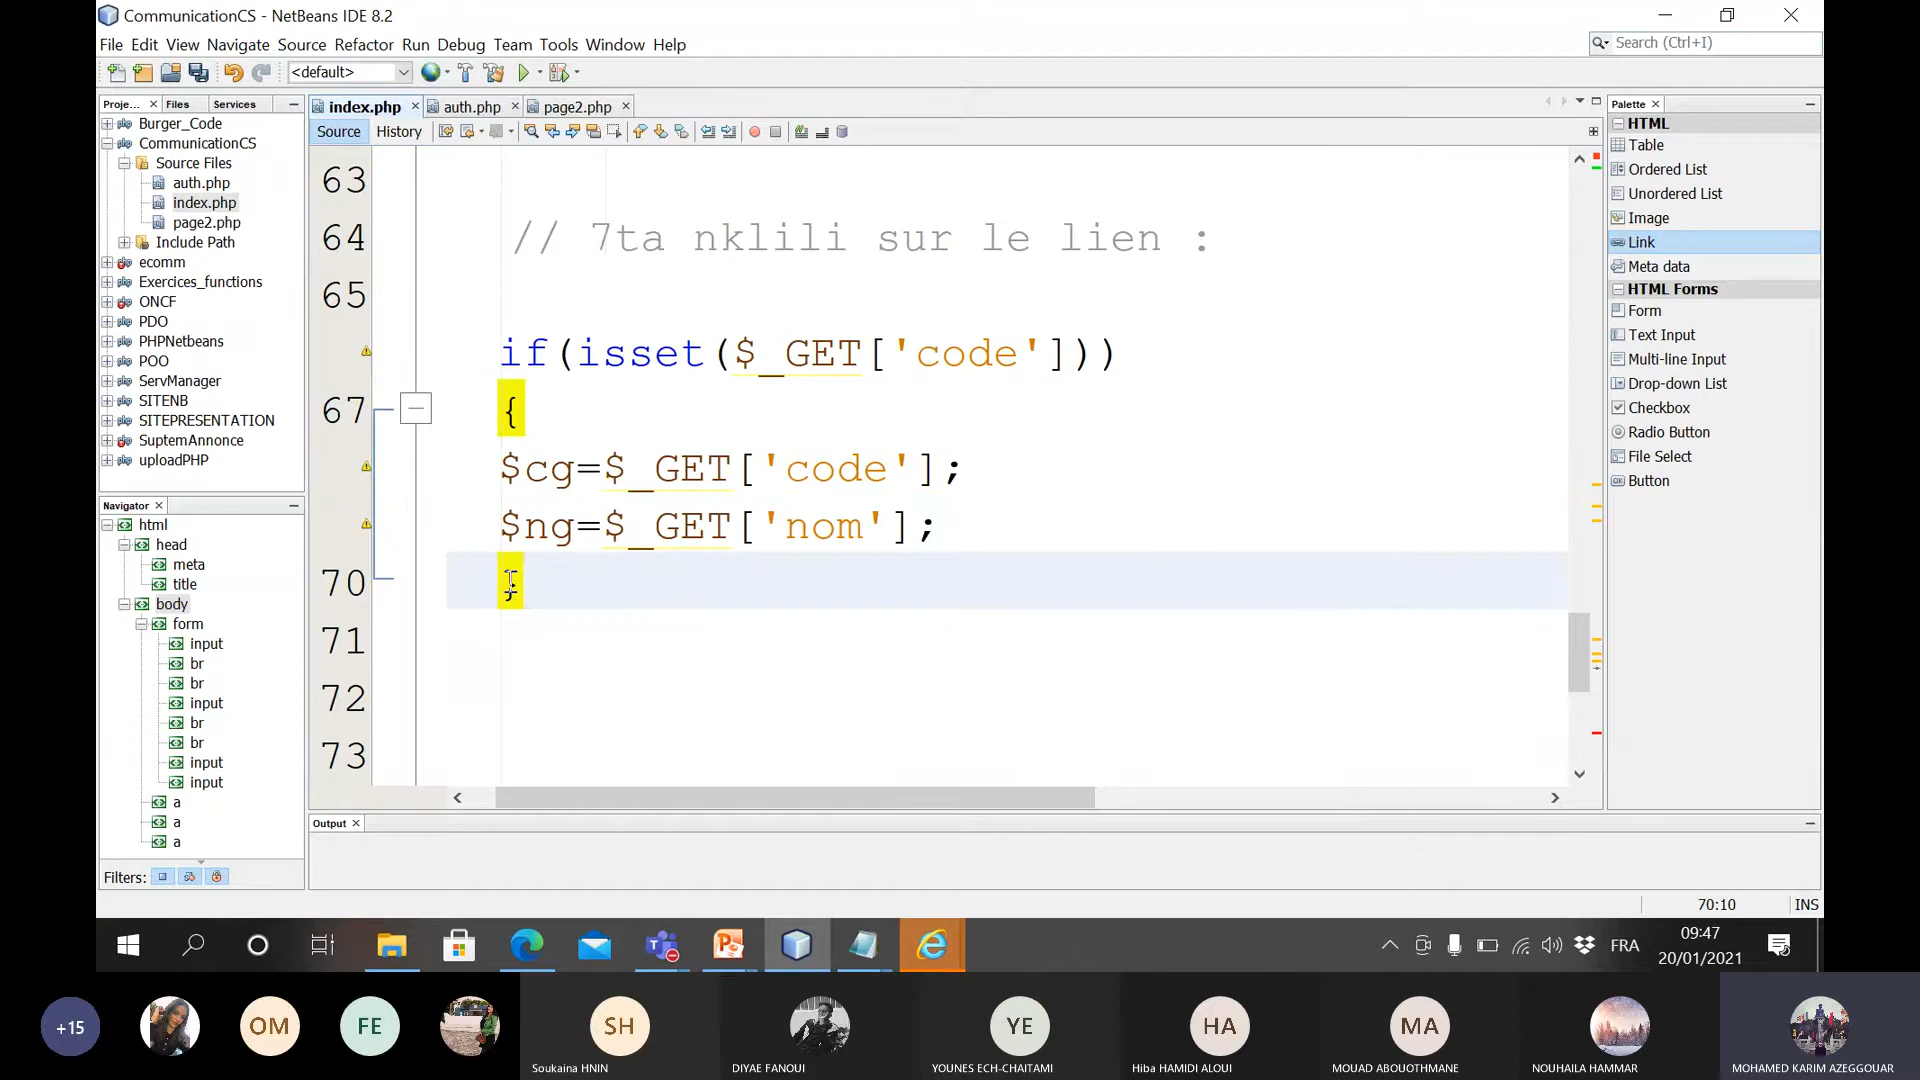 CommunicationCS - NetBeans IDE 8.2
File Edit View Navigate Source Refactor Run Debug Team Tools Window Help
Search (Ctrl+I)
<default>
Proje... Files Services
index.php auth.php page2.php
Palette
Source History
Burger_Code
CommunicationCS
Source Files
auth.php
index.php
page2.php
Include Path
ecomm
Exercices_functions
ONCF
PDO
PHPNetbeans
POO
ServManager
SITENB
SITEPRESENTATION
SuptemAnnonce
uploadPHP
Navigator
html
head
meta
title
body
form
input
br
br
input
br
br
input
input
a
a
a
Filters:
63
64 // 7ta nklili sur le lien :
65
if(isset($_GET['code']))
67 {
$cg=$_GET['code'];
$ng=$_GET['nom'];
70 }
71
72
73
HTML
Table
Ordered List
Unordered List
Image
Link
Meta data
HTML Forms
Form
Text Input
Multi-line Input
Drop-down List
Checkbox
Radio Button
File Select
Button
Output
70:10 INS
FRA
09:47
20/01/2021
+15
OM
FE
SH
YE
HA
MA
Soukaina HNIN
DIYAE FANOUI
YOUNES ECH-CHAITAMI
Hiba HAMIDI ALOUI
MOUAD ABOUOTHMANE
NOUHAILA HAMMAR
MOHAMED KARIM AZEGGOUAR